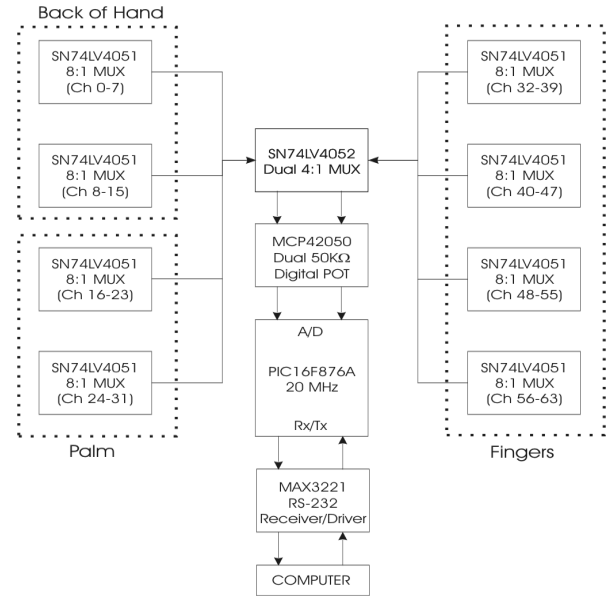 Back of Hand
SN74LV4051
8:1 MUX
(Ch 0-7)
SN74LV4051
8:1 MUX
(Ch 8-15)
SN74LV4051
8:1 MUX
(Ch 16-23)
SN74LV4051
8:1 MUX
(Ch 24-31)
Palm
SN74LV4052
Dual 4:1 MUX
MCP42050
Dual 50KΩ
Digital POT
A/D
PIC16F876A
20 MHz
Rx/Tx
MAX3221
RS-232
Receiver/Driver
COMPUTER
SN74LV4051
8:1 MUX
(Ch 32-39)
SN74LV4051
8:1 MUX
(Ch 40-47)
SN74LV4051
8:1 MUX
(Ch 48-55)
SN74LV4051
8:1 MUX
(Ch 56-63)
Fingers